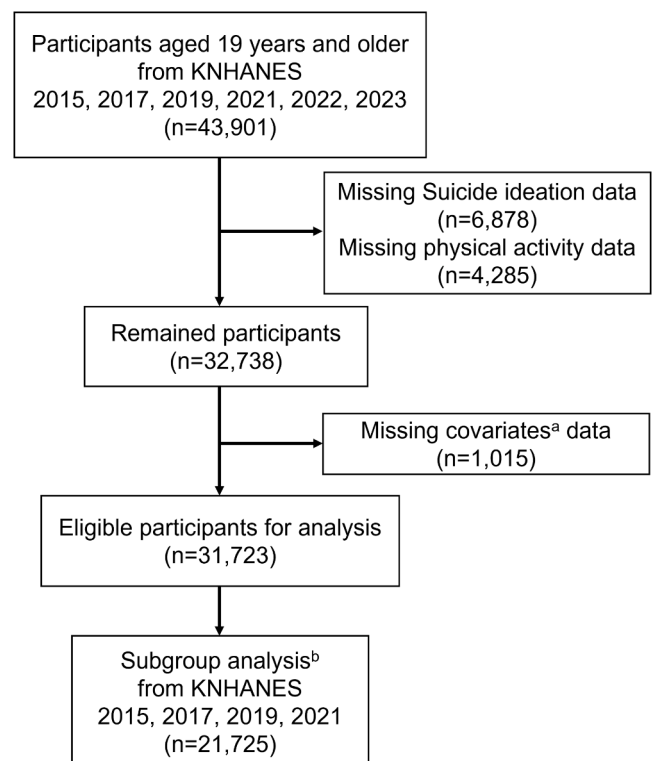 Participants aged 19 years and older
from KNHANES
2015, 2017, 2019, 2021, 2022, 2023
(n=43,901)
Missing Suicide ideation data
(n=6,878)
Missing physical activity data
(n=4,285)
Remained participants
(n=32,738)
Missing covariatesᵃ data
(n=1,015)
Eligible participants for analysis
(n=31,723)
Subgroup analysisᵇ
from KNHANES
2015, 2017, 2019, 2021
(n=21,725)